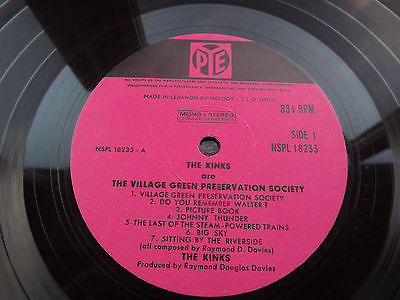 PYE
ALL RIGHTS OF THE MANUFACTURER AND OF THE OWNER OF THE RECORDED WORK RESERVED
UNAUTHORISED PUBLIC PERFORMANCE, BROADCASTING AND COPYING PROHIBITED
MADE IN LEBANON BY MELODY - S.L.D.
33⅓ RPM
MONO & STEREO
SIDE 1
NSPL 18233 - A
NSPL 18233
THE KINKS
are
THE VILLAGE GREEN PRESERVATION SOCIETY
1. VILLAGE GREEN PRESERVATION SOCIETY
2. DO YOU REMEMBER WALTER?
3. PICTURE BOOK
4. JOHNNY THUNDER
5-THE LAST OF THE STEAM-POWERED TRAINS
6. BIG SKY
7. SITTING BY THE RIVERSIDE
(all composed by Raymond D. Davies)
THE KINKS
Produced by Raymond Douglas Davies